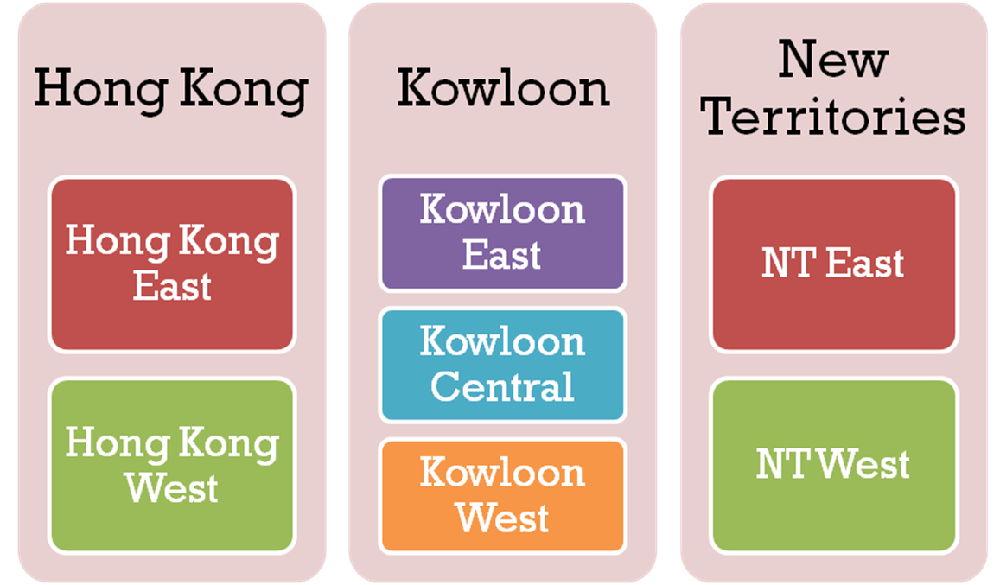 Hong Kong
Hong Kong
East
Hong Kong
West
Kowloon
Kowloon
East
Kowloon
Central
Kowloon
West
New
Territories
NT East
NT West